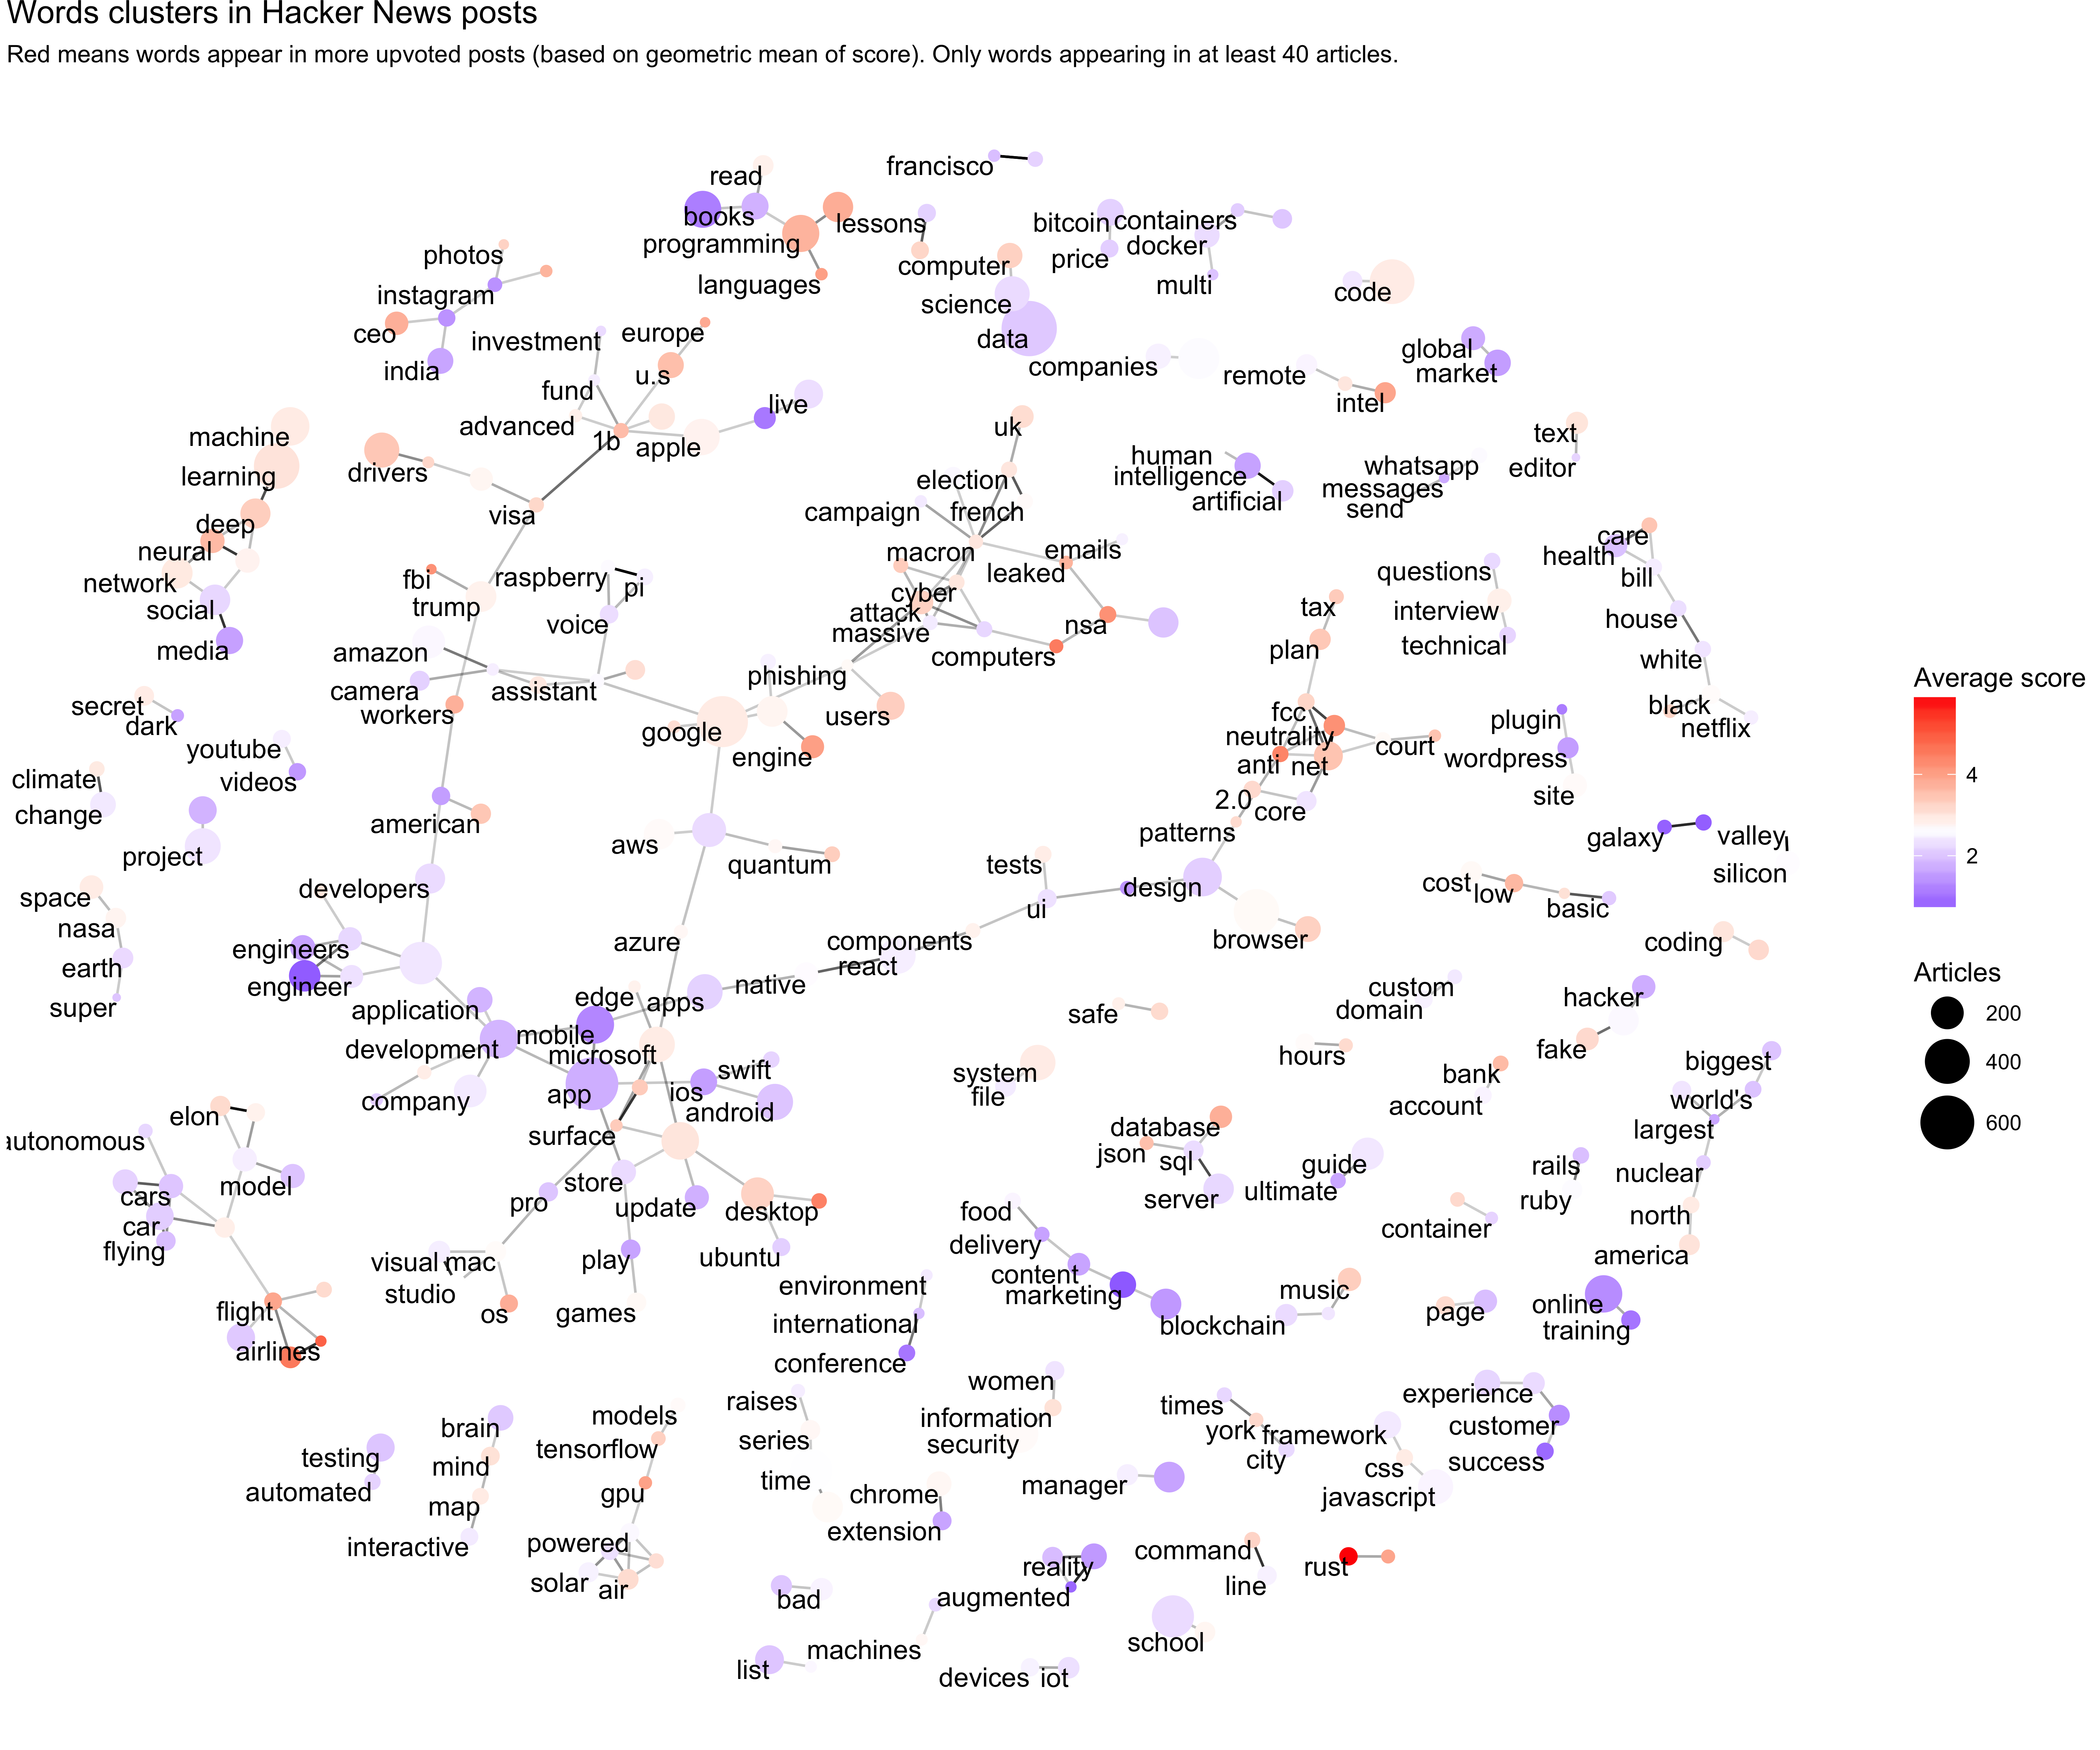 Words clusters in Hacker News posts
Red means words appear in more upvoted posts (based on geometric mean of score). Only words appearing in at least 40 articles.
francisco
read
books
lessons
bitcoin
containers
programming
docker
photos
price
computer
languages
multi
instagram
code
science
ceo
investment
europe
data
global
india
u.s
companies
remote
market
fund
live
intel
advanced
1b
apple
uk
machine
text
human
drivers
whatsapp
editor
learning
election
intelligence
messages
artificial
send
visa
campaign
french
deep
care
neural
macron
emails
health
network
fbi
raspberry
pi
leaked
questions
bill
social
trump
cyber
tax
interview
attack
nsa
house
voice
massive
plan
technical
media
amazon
computers
white
camera
assistant
phishing
secret
workers
users
fcc
black
dark
google
neutrality
plugin
netflix
youtube
engine
anti
net
court
wordpress
climate
videos
site
change
american
2.0
core
aws
patterns
galaxy
valley
project
quantum
tests
silicon
space
developers
design
cost
low
basic
nasa
ui
engineers
azure
components
browser
coding
earth
react
engineer
native
super
edge
apps
custom
hacker
application
domain
safe
mobile
development
microsoft
hours
fake
swift
system
biggest
app
ios
bank
file
company
android
account
world's
elon
autonomous
surface
database
largest
json
sql
guide
rails
nuclear
cars
model
store
server
ultimate
ruby
car
pro
update
desktop
food
container
north
flying
delivery
america
visual
mac
play
ubuntu
content
studio
environment
marketing
music
online
flight
os
games
international
blockchain
page
training
airlines
conference
women
experience
raises
times
models
brain
information
york
framework
customer
testing
tensorflow
series
security
city
css
success
mind
time
automated
gpu
chrome
manager
javascript
map
extension
interactive
powered
command
reality
rust
solar
air
bad
augmented
line
machines
school
list
devices
iot
Average score
4
2
Articles
200
400
600